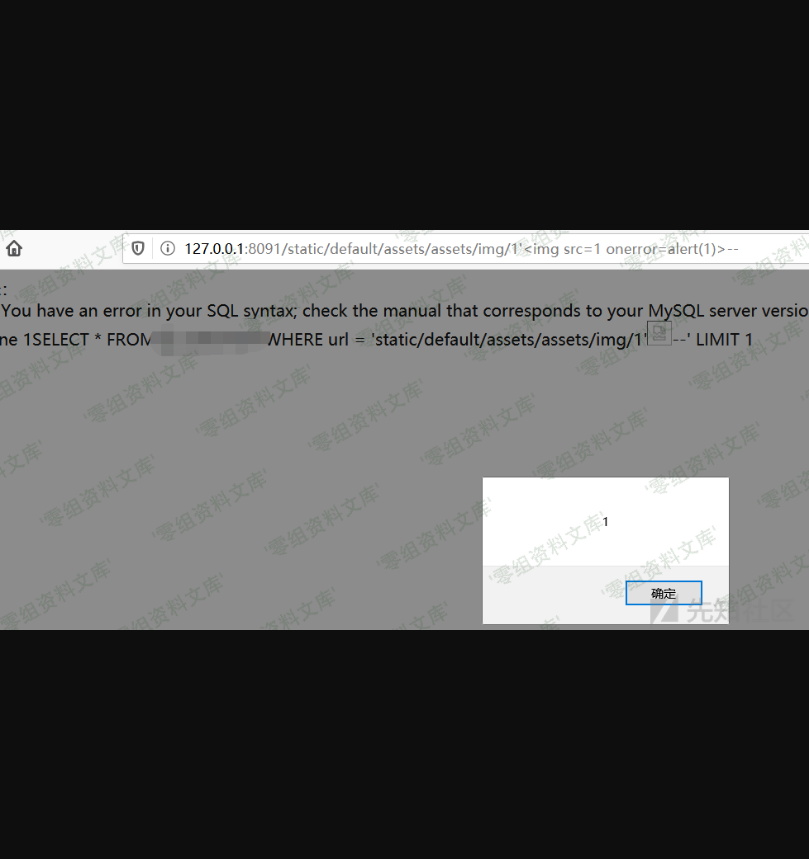 127.0.0.1:8091/static/default/assets/assets/img/1'<img src=1 onerror=alert(1)>--
:
You have an error in your SQL syntax; check the manual that corresponds to your MySQL server versio
ne 1SELECT * FROM WHERE url = 'static/default/assets/assets/img/1'--' LIMIT 1
1
确定
先知社区
'零组资料文库'